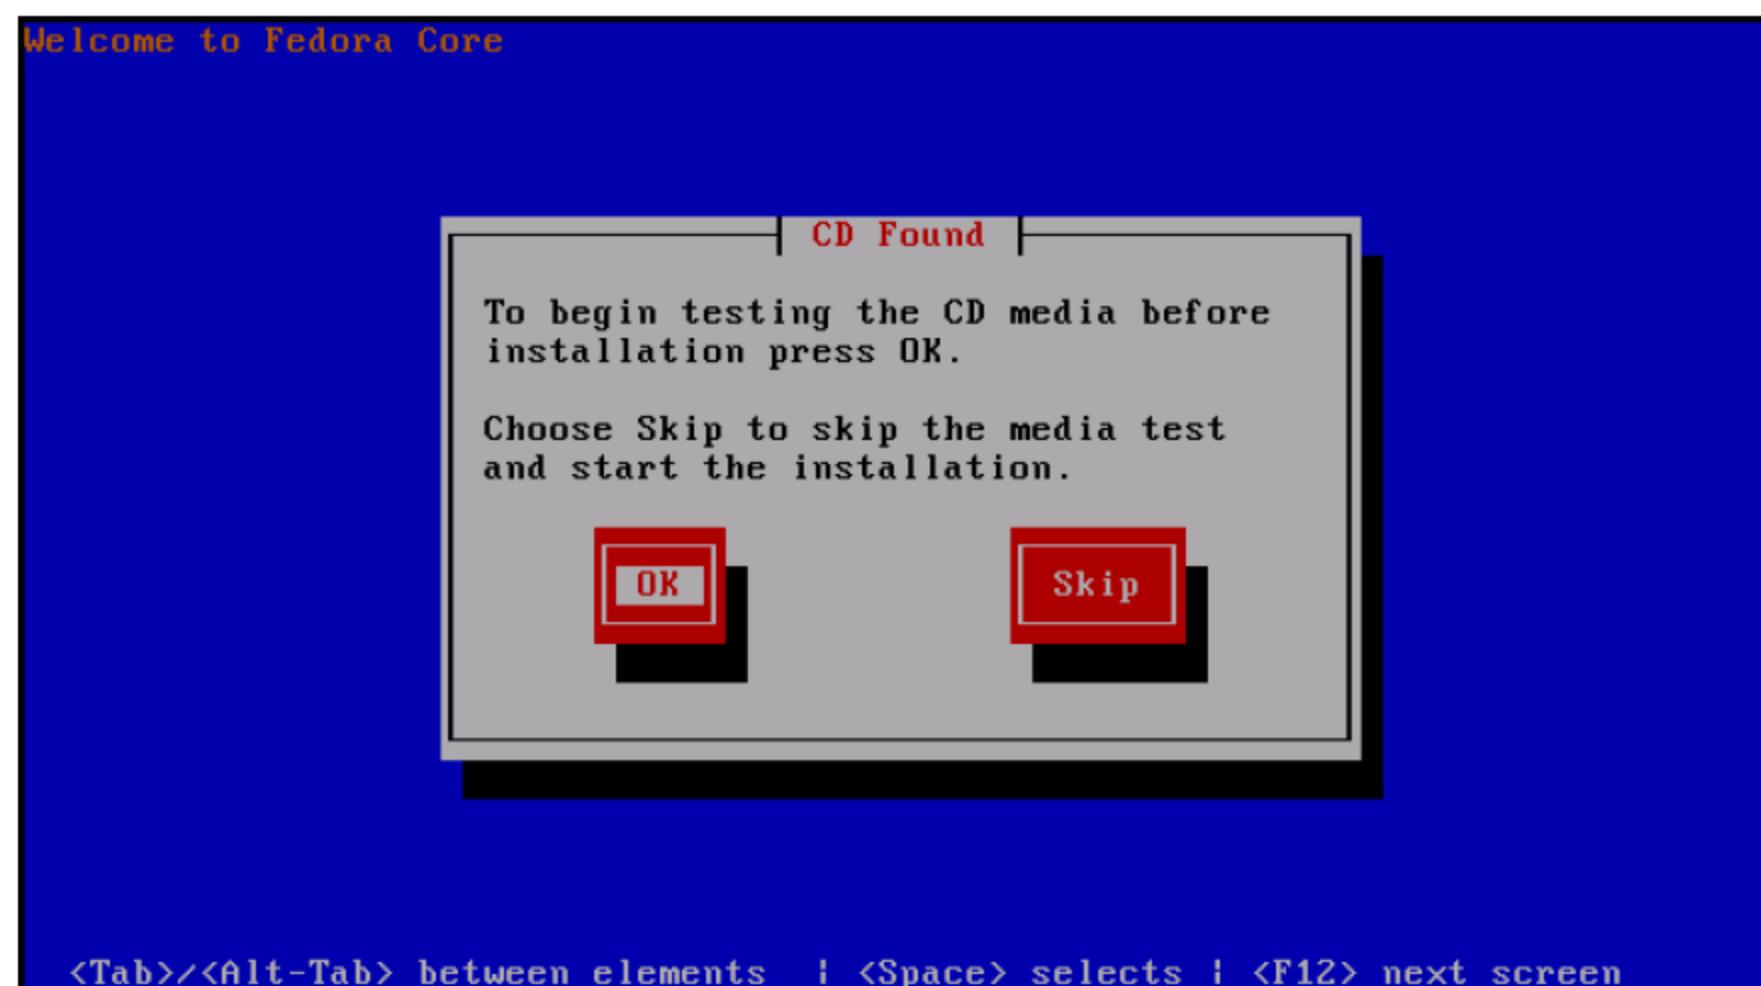 Welcome to Fedora Core
CD Found
To begin testing the CD media before
installation press OK.
Choose Skip to skip the media test
and start the installation.
OK
Skip
<Tab>/<Alt-Tab> between elements | <Space> selects | <F12> next screen